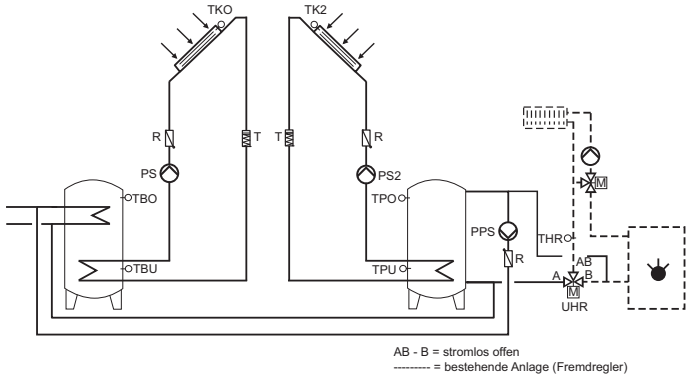 TKO
TK2
R
T
T
R
PS
PS2
M
TBO
TPO
PPS
THR
TBU
TPU
R
AB
A
B
M
UHR
AB - B = stromlos offen
--------- = bestehende Anlage (Fremdregler)